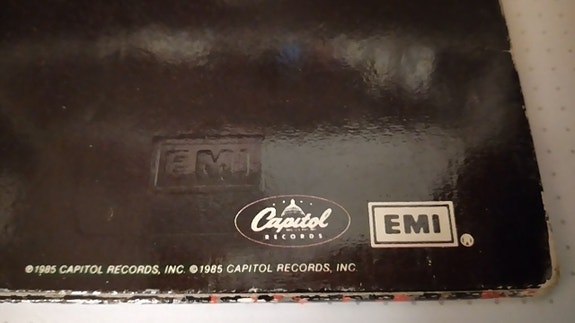 EMI
Capitol
RECORDS
EMI
®
℗1985 CAPITOL RECORDS, INC. ©1985 CAPITOL RECORDS, INC.